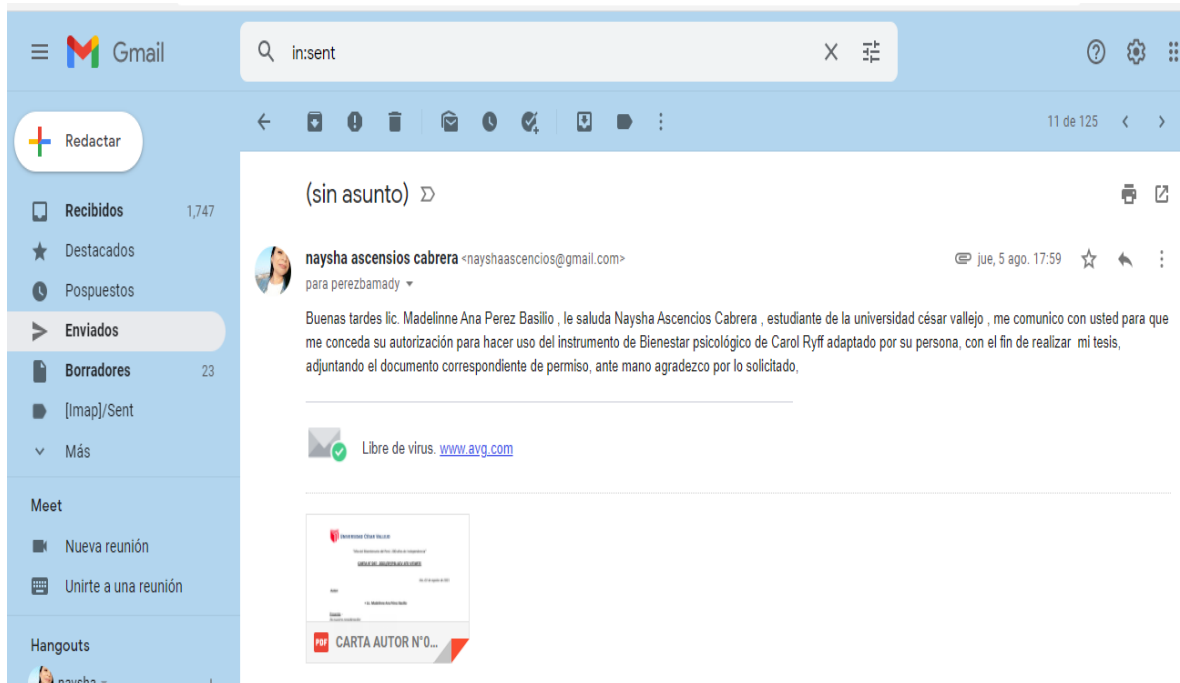 Gmail
in:sent
Redactar
11 de 125
Recibidos 1,747
Destacados
Pospuestos
Enviados
Borradores 23
[Imap]/Sent
Más
Meet
Nueva reunión
Unirte a una reunión
Hangouts
naysha
(sin asunto)
naysha ascensios cabrera <nayshaascencios@gmail.com>
jue, 5 ago. 17:59
para perezbamady
Buenas tardes lic. Madelinne Ana Perez Basilio , le saluda Naysha Ascencios Cabrera , estudiante de la universidad césar vallejo , me comunico con usted para que
me conceda su autorización para hacer uso del instrumento de Bienestar psicológico de Carol Ryff adaptado por su persona, con el fin de realizar mi tesis,
adjuntando el documento correspondiente de permiso, ante mano agradezco por lo solicitado,
Libre de virus. www.avg.com
UNIVERSIDAD CÉSAR VALLEJO
PDF CARTA AUTOR N°0...